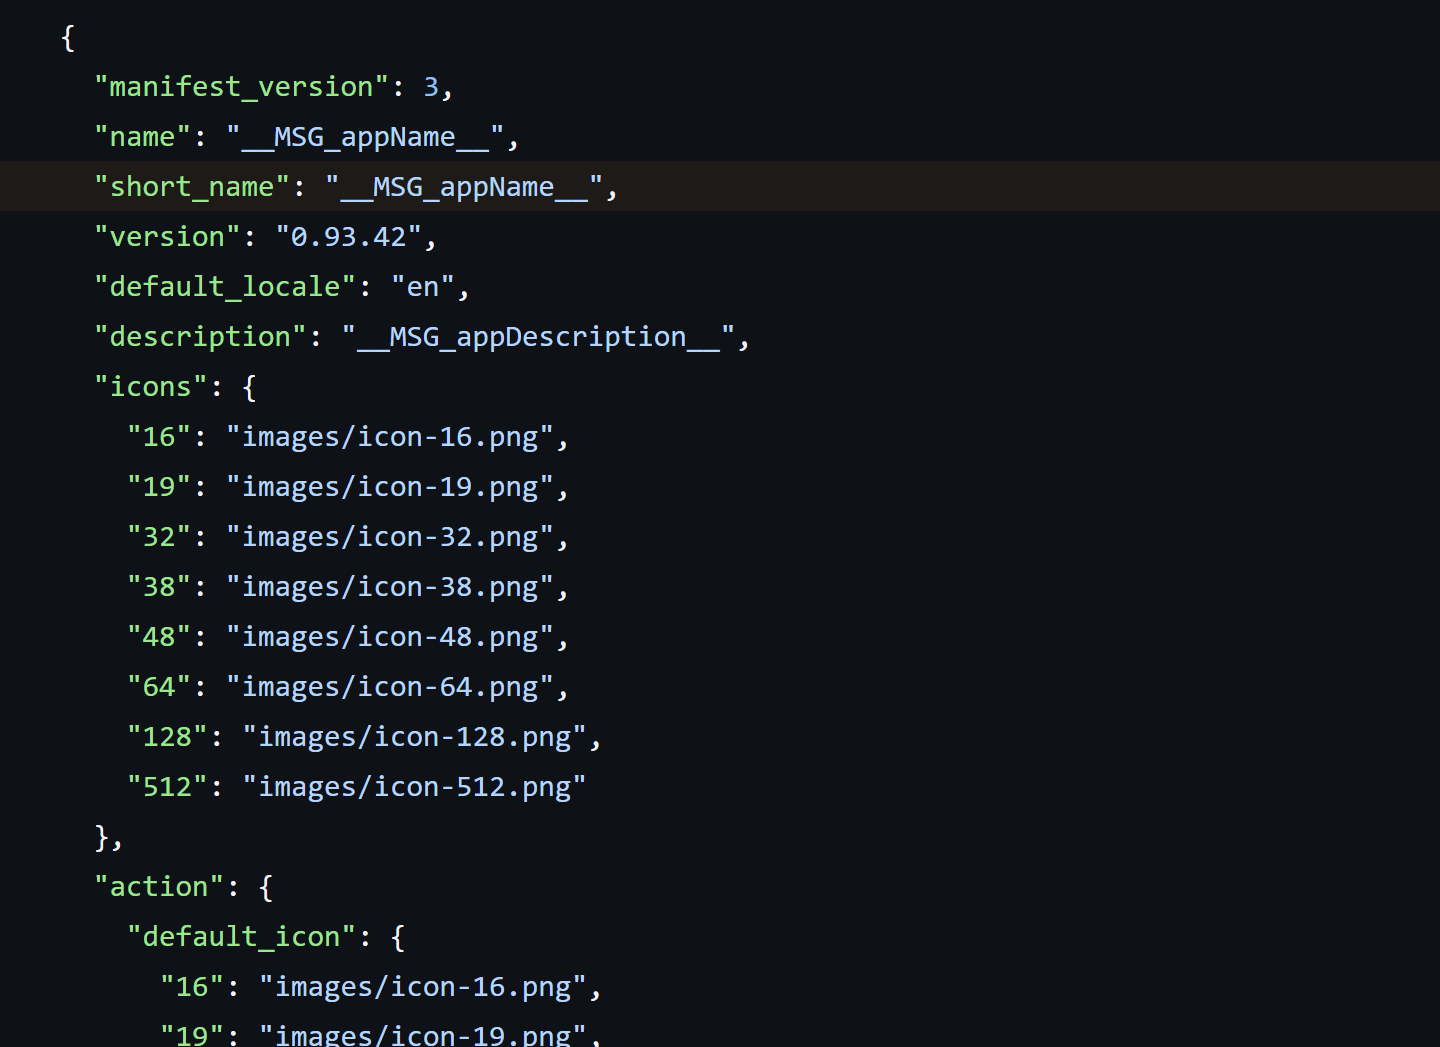 {
  "manifest_version": 3,
  "name": "__MSG_appName__",
  "short_name": "__MSG_appName__",
  "version": "0.93.42",
  "default_locale": "en",
  "description": "__MSG_appDescription__",
  "icons": {
    "16": "images/icon-16.png",
    "19": "images/icon-19.png",
    "32": "images/icon-32.png",
    "38": "images/icon-38.png",
    "48": "images/icon-48.png",
    "64": "images/icon-64.png",
    "128": "images/icon-128.png",
    "512": "images/icon-512.png"
  },
  "action": {
    "default_icon": {
      "16": "images/icon-16.png",
      "19": "images/icon-19.png",